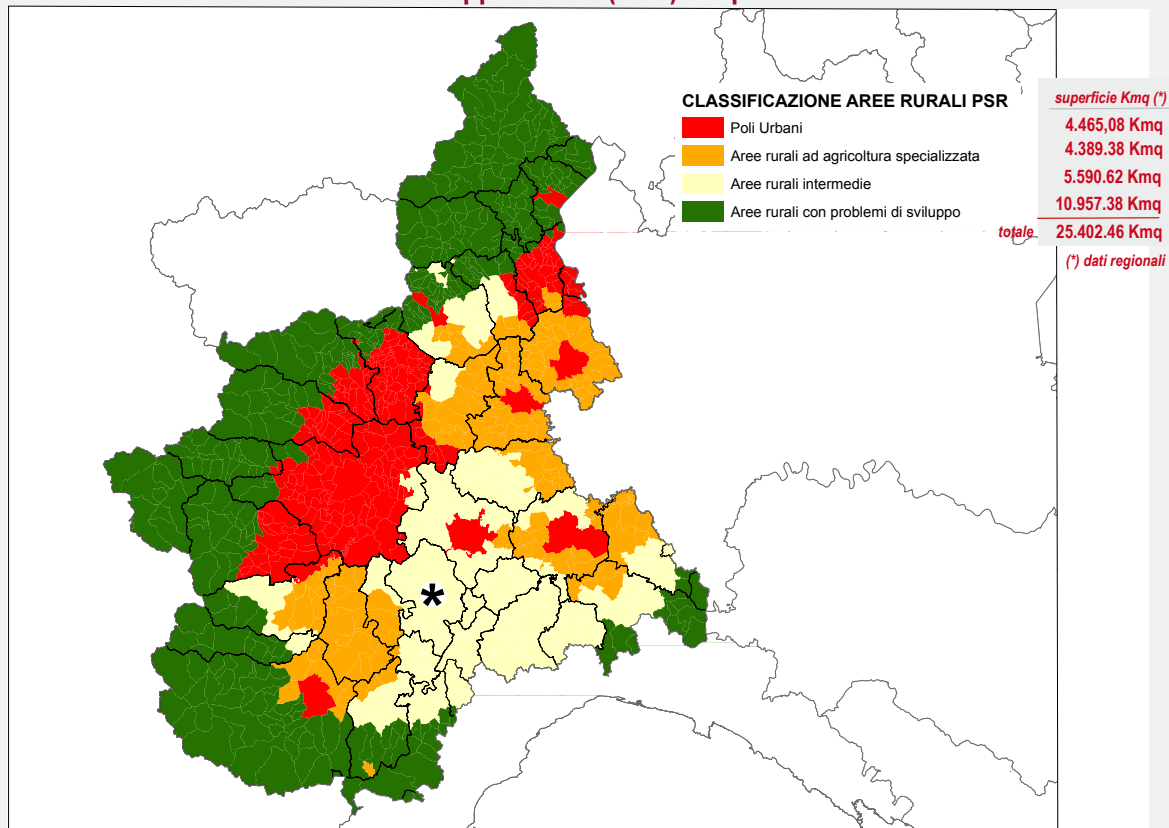 CLASSIFICAZIONE AREE RURALI PSR
superficie Kmq (*)
Poli Urbani
4.465,08 Kmq
Aree rurali ad agricoltura specializzata
4.389.38 Kmq
Aree rurali intermedie
5.590.62 Kmq
Aree rurali con problemi di sviluppo
10.957.38 Kmq
totale 25.402.46 Kmq
(*) dati regionali
*